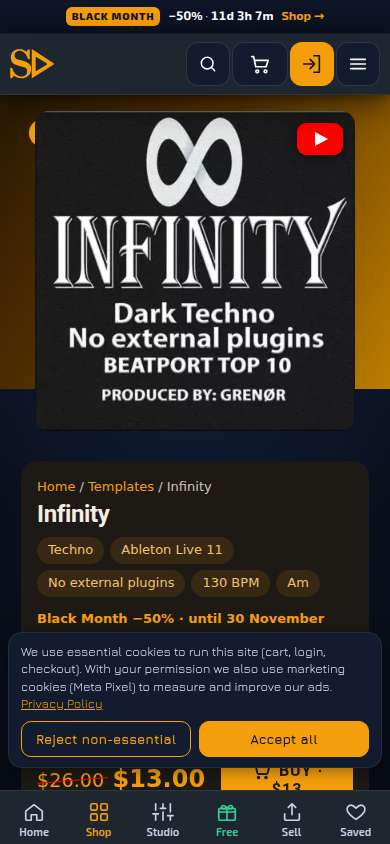 BLACK MONTH −50% · 11d 3h 7m Shop →
INFINITY
Dark Techno
No external plugins
BEATPORT TOP 10
PRODUCED BY: GRENØR
Home / Templates / Infinity
Infinity
Techno Ableton Live 11
No external plugins 130 BPM Am
Black Month −50% · until 30 November
We use essential cookies to run this site (cart, login,
checkout). With your permission we also use marketing
cookies (Meta Pixel) to measure and improve our ads.
Privacy Policy
Reject non-essential Accept all
$26.00 $13.00 BUY ·
$13
Home Shop Studio Free Sell Saved